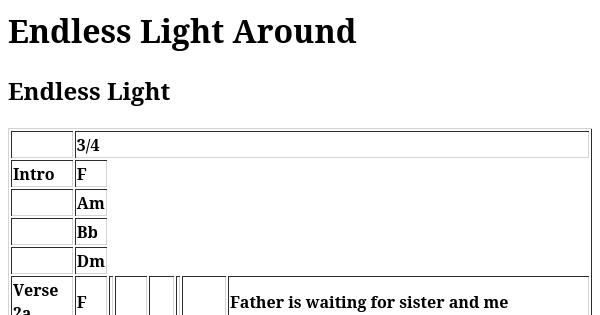 Endless Light Around
Endless Light
3/4
Intro F
Am
Bb
Dm
Verse
2a F Father is waiting for sister and me